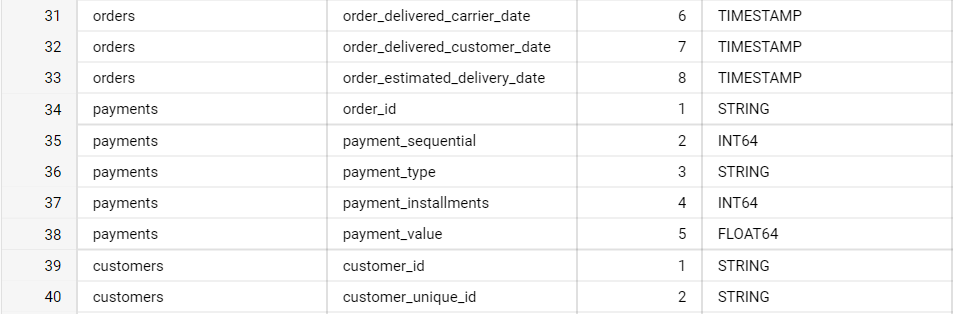 31 orders order_delivered_carrier_date 6 TIMESTAMP
32 orders order_delivered_customer_date 7 TIMESTAMP
33 orders order_estimated_delivery_date 8 TIMESTAMP
34 payments order_id 1 STRING
35 payments payment_sequential 2 INT64
36 payments payment_type 3 STRING
37 payments payment_installments 4 INT64
38 payments payment_value 5 FLOAT64
39 customers customer_id 1 STRING
40 customers customer_unique_id 2 STRING